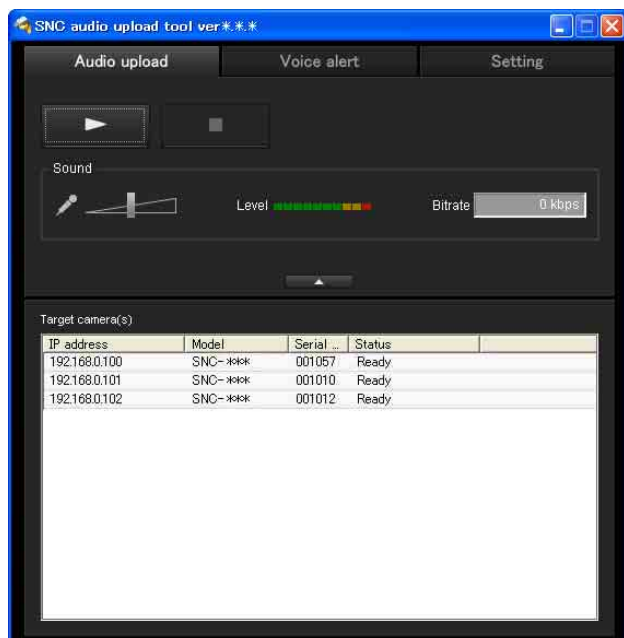 SNC audio upload tool ver*.*.*
Audio upload Voice alert Setting
Sound
Level Bitrate 0 kbps
Target camera(s)
IP address Model Serial ... Status
192.168.0.100 SNC-*** 001057 Ready
192.168.0.101 SNC-*** 001010 Ready
192.168.0.102 SNC-*** 001012 Ready